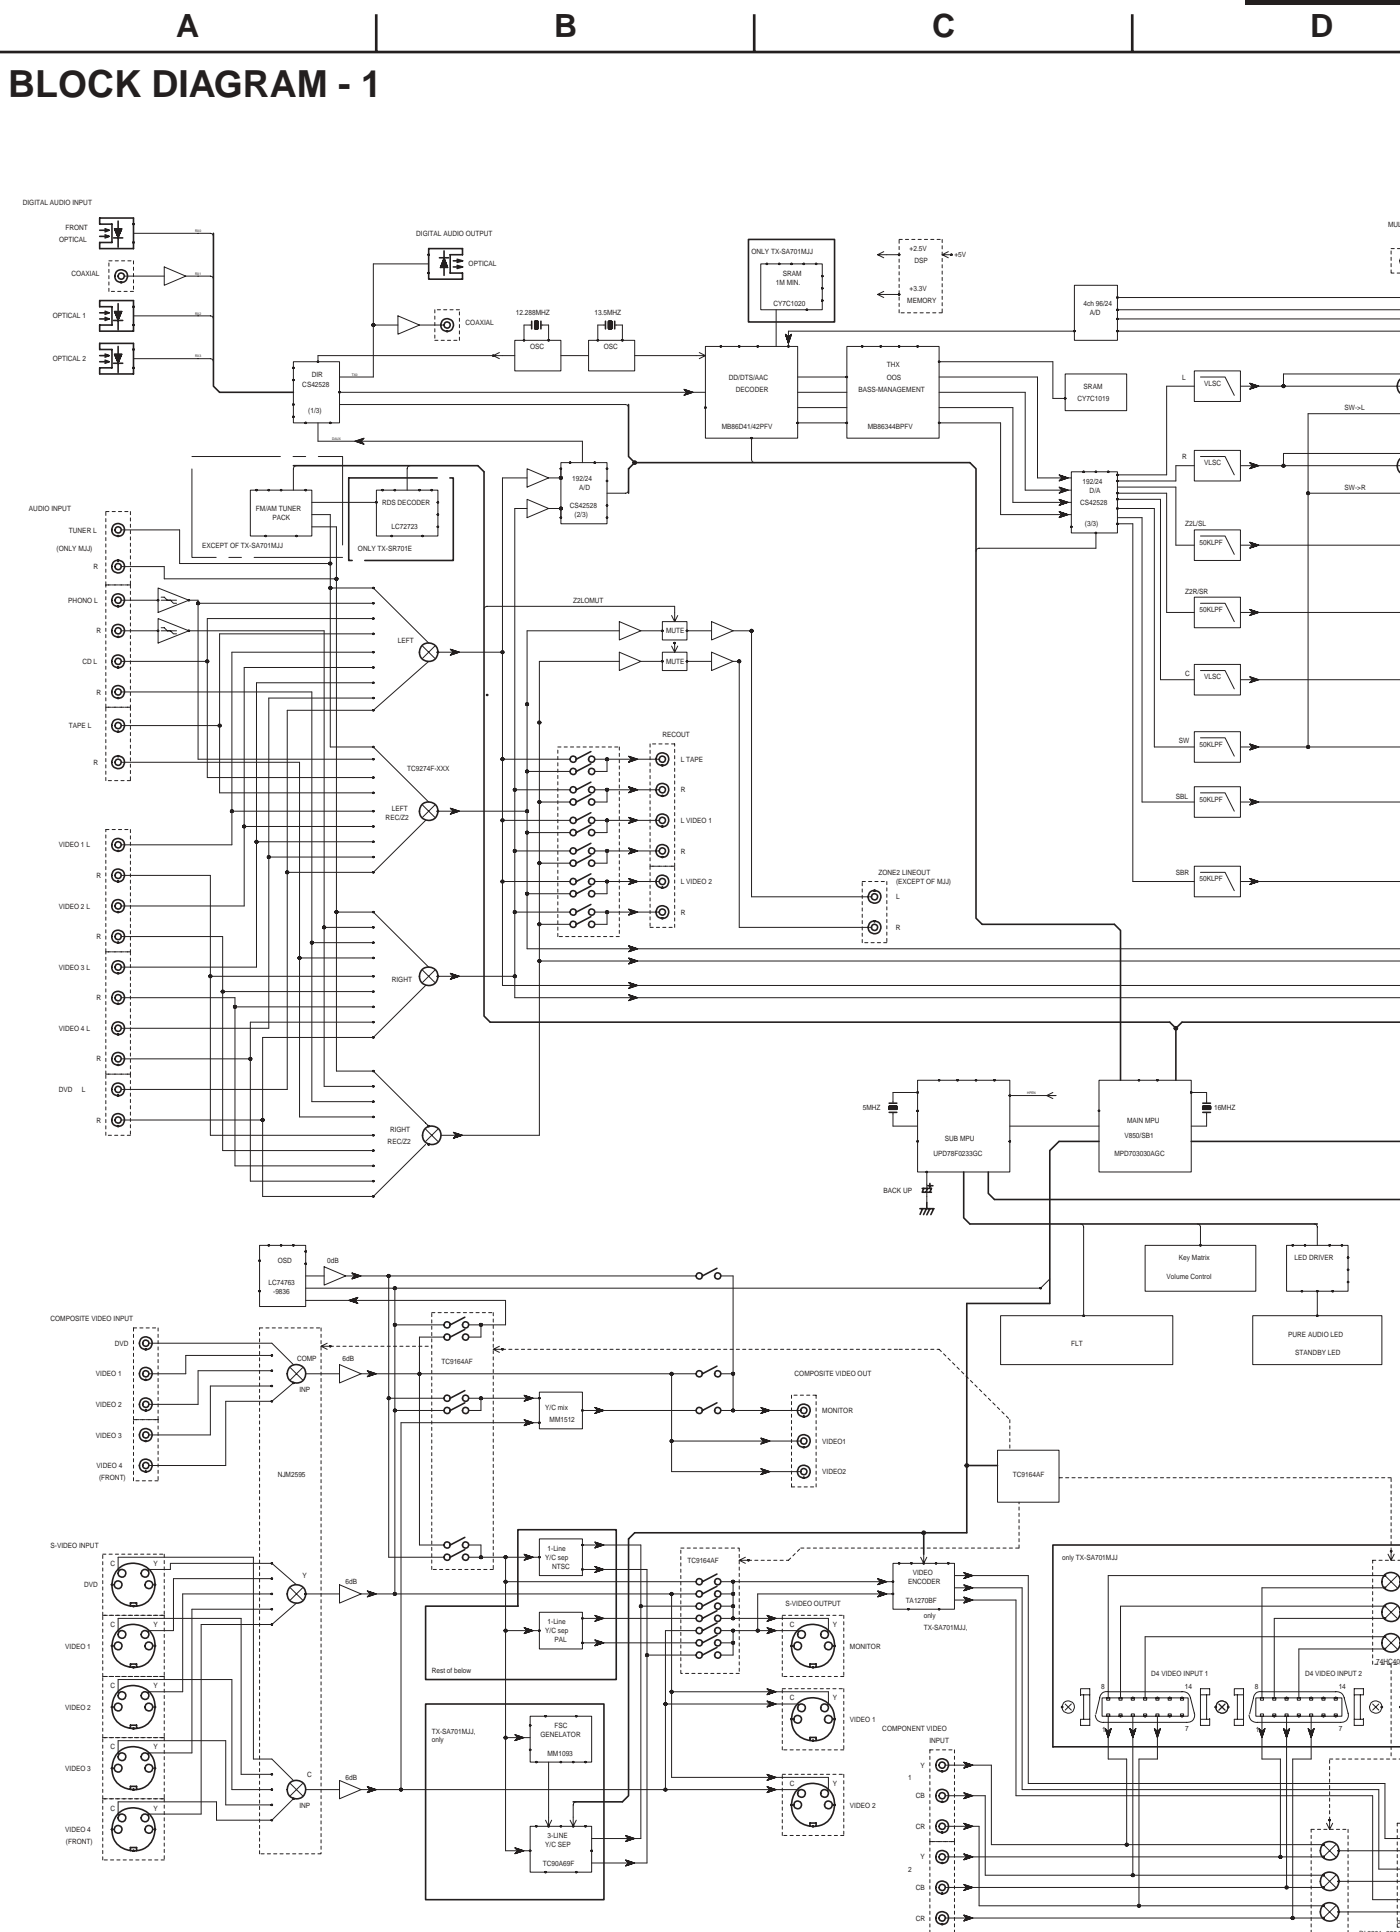 A B C D
BLOCK DIAGRAM - 1
DIGITAL AUDIO INPUT
FRONT
OPTICAL
COAXIAL
OPTICAL 1
OPTICAL 2
DIGITAL AUDIO OUTPUT
OPTICAL
COAXIAL
12.288MHZ
OSC
13.5MHZ
OSC
DIR
CS42528
(1/3)
ONLY TX-SA701MJJ
SRAM
1M MIN.
CY7C1020
+2.5V
DSP
+5V
+3.3V
MEMORY
4ch 96/24
A/D
DD/DTS/AAC
DECODER
MB86D41/42PFV
THX
OOS
BASS-MANAGEMENT
MB86344BPFV
SRAM
CY7C1019
L
VLSC
SW->L
R
VLSC
SW->R
192/24
A/D
CS42528
(2/3)
192/24
D/A
CS42528
(3/3)
FM/AM TUNER
PACK
EXCEPT OF TX-SA701MJJ
RDS DECODER
LC72723
ONLY TX-SR701E
Z2L/SL
50KLPF
Z2R/SR
50KLPF
C
VLSC
SW
50KLPF
SBL
50KLPF
SBR
50KLPF
AUDIO INPUT
TUNER L
(ONLY MJJ)
R
PHONO L
R
CD L
R
TAPE L
R
VIDEO 1 L
R
VIDEO 2 L
R
VIDEO 3 L
R
VIDEO 4 L
R
DVD L
R
LEFT
TC9274F-XXX
LEFT
REC/Z2
RIGHT
RIGHT
REC/Z2
Z2LOMUT
MUTE
MUTE
RECOUT
L TAPE
R
L VIDEO 1
R
L VIDEO 2
R
ZONE2 LINEOUT
(EXCEPT OF MJJ)
L
R
5MHZ
SUB MPU
UPD78F0233GC
BACK UP
MAIN MPU
V850/SB1
MPD703030AGC
16MHZ
Key Matrix
Volume Control
LED DRIVER
FLT
PURE AUDIO LED
STANDBY LED
OSD
LC74763
-9836
0dB
COMPOSITE VIDEO INPUT
DVD
VIDEO 1
VIDEO 2
VIDEO 3
VIDEO 4
(FRONT)
COMP
INP
6dB
NJM2595
TC9164AF
Y/C mix
MM1512
COMPOSITE VIDEO OUT
MONITOR
VIDEO1
VIDEO2
TC9164AF
S-VIDEO INPUT
C Y
DVD
C Y
VIDEO 1
C Y
VIDEO 2
C Y
VIDEO 3
C Y
VIDEO 4
(FRONT)
Y
INP
6dB
C
INP
6dB
1-Line
Y/C sep
NTSC
1-Line
Y/C sep
PAL
Rest of below
TX-SA701MJJ,
only
FSC
GENELATOR
MM1093
3-LINE
Y/C SEP
TC90A69F
TC9164AF
VIDEO
ENCODER
TA1270BF
only
TX-SA701MJJ,
S-VIDEO OUTPUT
C Y
MONITOR
C Y
VIDEO 1
C Y
VIDEO 2
COMPONENT VIDEO
INPUT
1
Y
CB
CR
2
Y
CB
CR
only TX-SA701MJJ
D4 VIDEO INPUT 1
8 14
1 7
D4 VIDEO INPUT 2
8 14
1 7